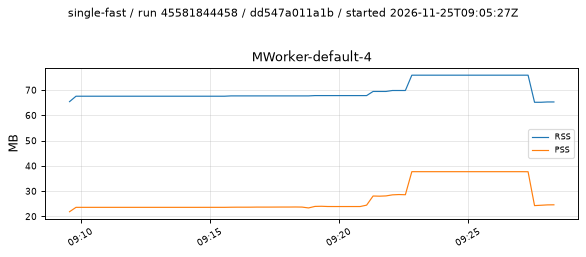 single-fast / run 45581844458 / dd547a011a1b / started 2026-11-25T09:05:27Z
MWorker-default-4
MB
70
60
50
40
30
20
RSS
PSS
09:10
09:15
09:20
09:25